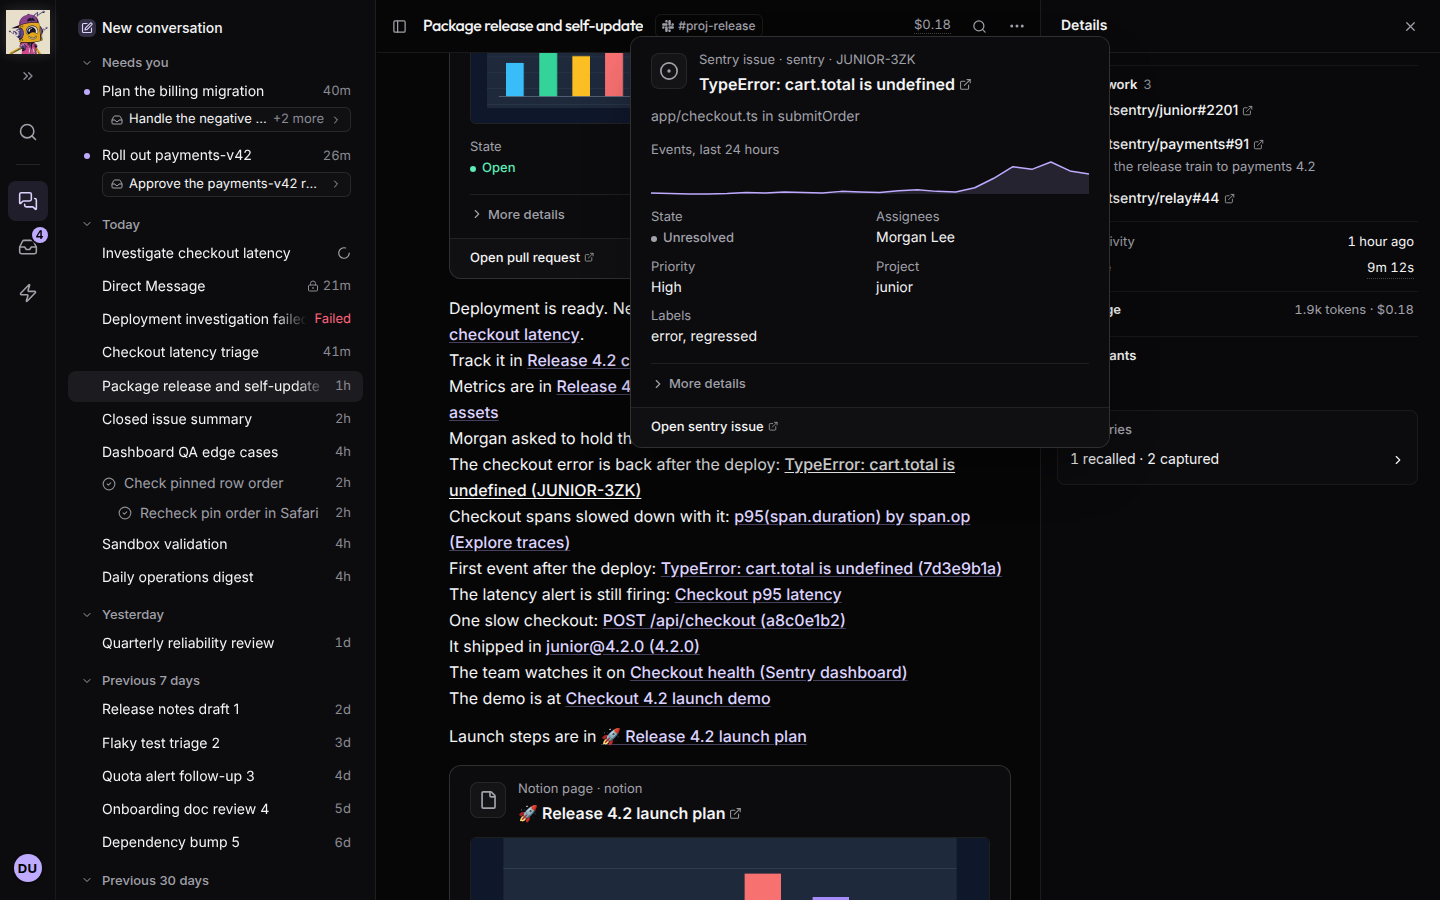 New conversation
Needs you
Plan the billing migration 40m
Handle the negative ... +2 more
Roll out payments-v42 26m
Approve the payments-v42 r...
Today
Investigate checkout latency
Direct Message 21m
Deployment investigation failed Failed
Checkout latency triage 41m
Package release and self-update 1h
Closed issue summary 2h
Dashboard QA edge cases 4h
Check pinned row order 2h
Recheck pin order in Safari 2h
Sandbox validation 4h
Daily operations digest 4h
Yesterday
Quarterly reliability review 1d
Previous 7 days
Release notes draft 1 2d
Flaky test triage 2 3d
Quota alert follow-up 3 4d
Onboarding doc review 4 5d
Dependency bump 5 6d
Previous 30 days
4
DU
Package release and self-update #proj-release $0.18
State
Open
More details
Open pull request
Deployment is ready. Ne
checkout latency.
Track it in Release 4.2 c
Metrics are in Release 4
assets
Morgan asked to hold th
The checkout error is back after the deploy: TypeError: cart.total is
undefined (JUNIOR-3ZK)
Checkout spans slowed down with it: p95(span.duration) by span.op
(Explore traces)
First event after the deploy: TypeError: cart.total is undefined (7d3e9b1a)
The latency alert is still firing: Checkout p95 latency
One slow checkout: POST /api/checkout (a8c0e1b2)
It shipped in junior@4.2.0 (4.2.0)
The team watches it on Checkout health (Sentry dashboard)
The demo is at Checkout 4.2 launch demo
Launch steps are in 🚀 Release 4.2 launch plan
Notion page · notion
🚀 Release 4.2 launch plan
Sentry issue · sentry · JUNIOR-3ZK
TypeError: cart.total is undefined
app/checkout.ts in submitOrder
Events, last 24 hours
State Assignees
Unresolved Morgan Lee
Priority Project
High junior
Labels
error, regressed
More details
Open sentry issue
Details
work 3
tsentry/junior#2201
tsentry/payments#91
the release train to payments 4.2
tsentry/relay#44
ivity 1 hour ago
9m 12s
ge 1.9k tokens · $0.18
ants
ries
1 recalled · 2 captured